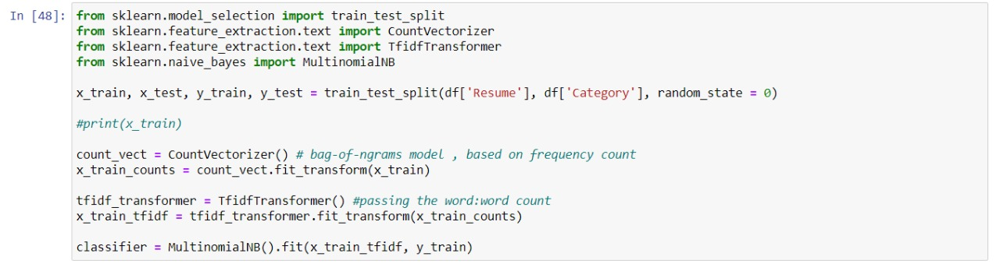 In [48]: from sklearn.model_selection import train_test_split
from sklearn.feature_extraction.text import CountVectorizer
from sklearn.feature_extraction.text import TfidfTransformer
from sklearn.naive_bayes import MultinomialNB
x_train, x_test, y_train, y_test = train_test_split(df['Resume'], df['Category'], random_state = 0)
#print(x_train)
count_vect = CountVectorizer() # bag-of-ngrams model , based on frequency count
x_train_counts = count_vect.fit_transform(x_train)
tfidf_transformer = TfidfTransformer() #passing the word:word count
x_train_tfidf = tfidf_transformer.fit_transform(x_train_counts)
classifier = MultinomialNB().fit(x_train_tfidf, y_train)